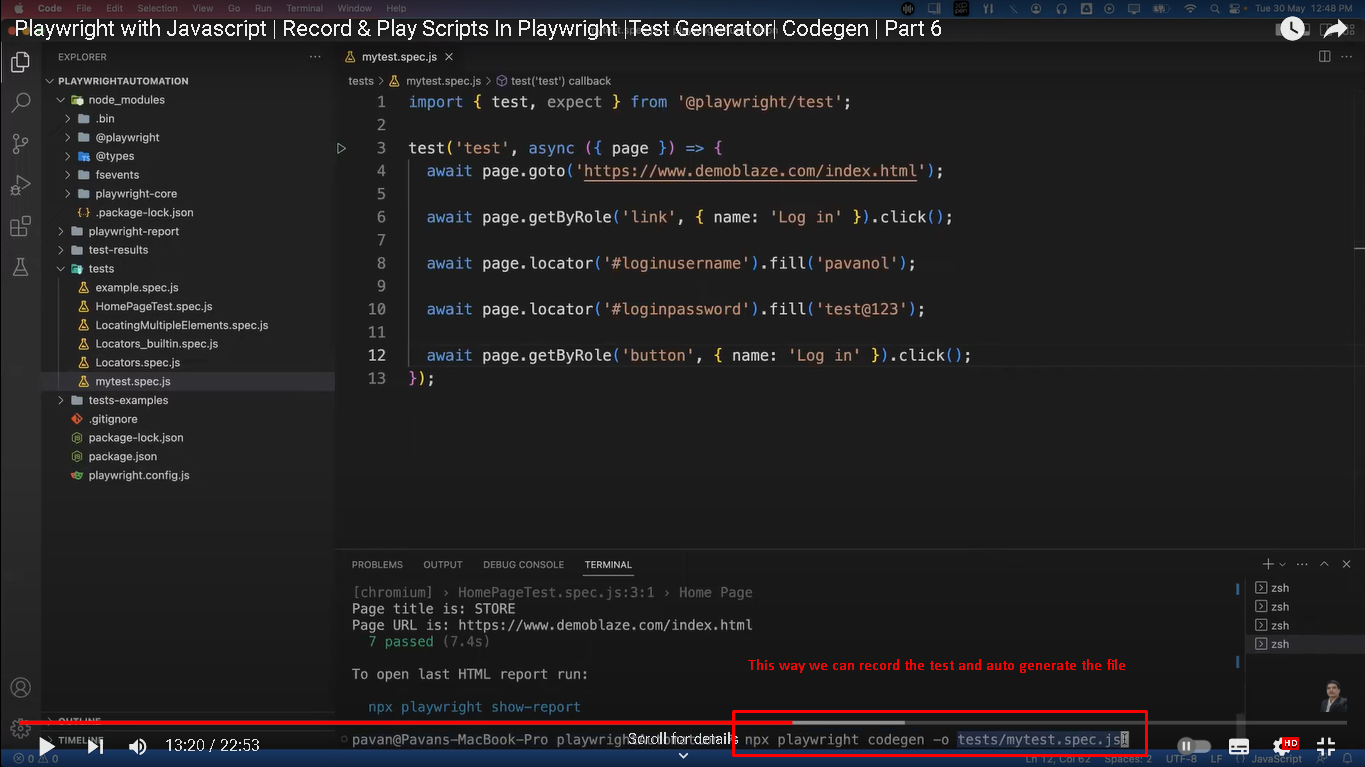 Code File Edit Selection View Go Run Terminal Window Help Tue 30 May 12:48 PM
Playwright with Javascript | Record & Play Scripts In Playwright |Test Generator| Codegen | Part 6
EXPLORER
PLAYWRIGHTAUTOMATION
node_modules
.bin
@playwright
@types
fsevents
playwright-core
.package-lock.json
playwright-report
test-results
tests
example.spec.js
HomePageTest.spec.js
LocatingMultipleElements.spec.js
Locators_builtin.spec.js
Locators.spec.js
mytest.spec.js
tests-examples
.gitignore
package-lock.json
package.json
playwright.config.js
OUTLINE
TIMELINE
mytest.spec.js
tests > mytest.spec.js > test('test') callback
1 import { test, expect } from '@playwright/test';
2
3 test('test', async ({ page }) => {
4 await page.goto('https://www.demoblaze.com/index.html');
5
6 await page.getByRole('link', { name: 'Log in' }).click();
7
8 await page.locator('#loginusername').fill('pavanol');
9
10 await page.locator('#loginpassword').fill('test@123');
11
12 await page.getByRole('button', { name: 'Log in' }).click();
13 });
PROBLEMS OUTPUT DEBUG CONSOLE TERMINAL
[chromium] › HomePageTest.spec.js:3:1 › Home Page
Page title is: STORE
Page URL is: https://www.demoblaze.com/index.html
7 passed (7.4s)
This way we can record the test and auto generate the file
To open last HTML report run:
npx playwright show-report
pavan@Pavans-MacBook-Pro npx playwright codegen -o tests/mytest.spec.js
zsh
zsh
zsh
zsh
13:20 / 22:53
Scroll for details
HD
0 0
Ln 12, Col 62 Spaces: 2 UTF-8 LF {} JavaScript